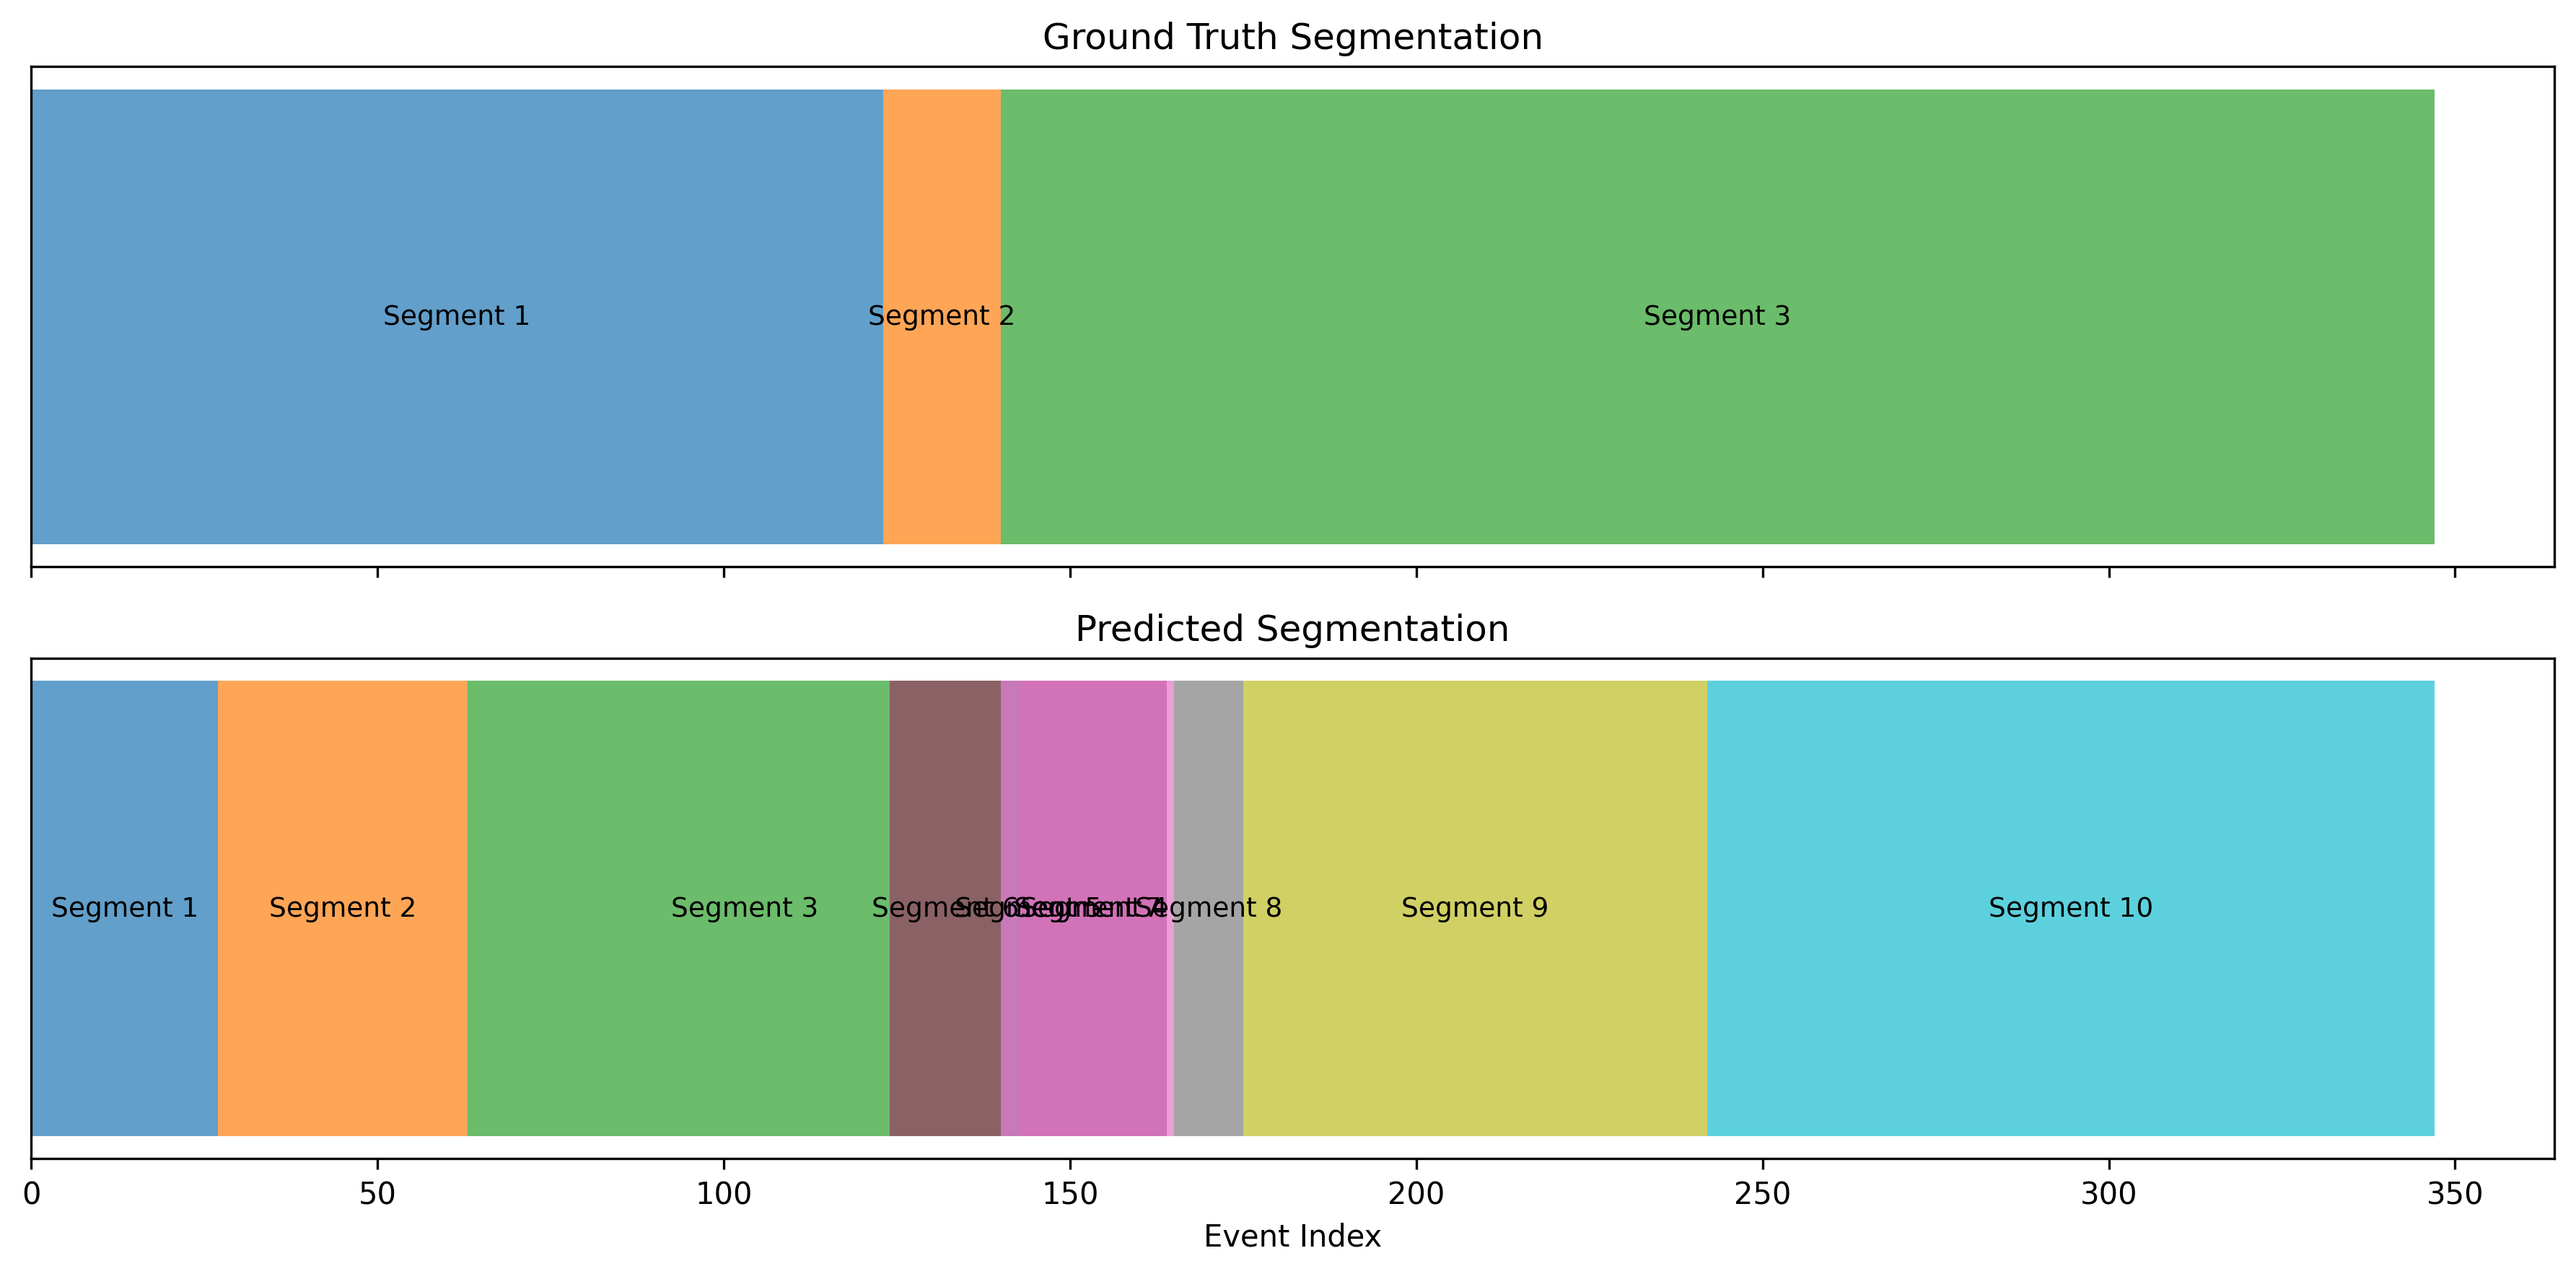 Ground Truth Segmentation
Segment 1 Segment 2 Segment 3
Predicted Segmentation
Segment 1 Segment 2 Segment 3 Segment 8 Segment 9 Segment 10
0 50 100 150 200 250 300 350
Event Index